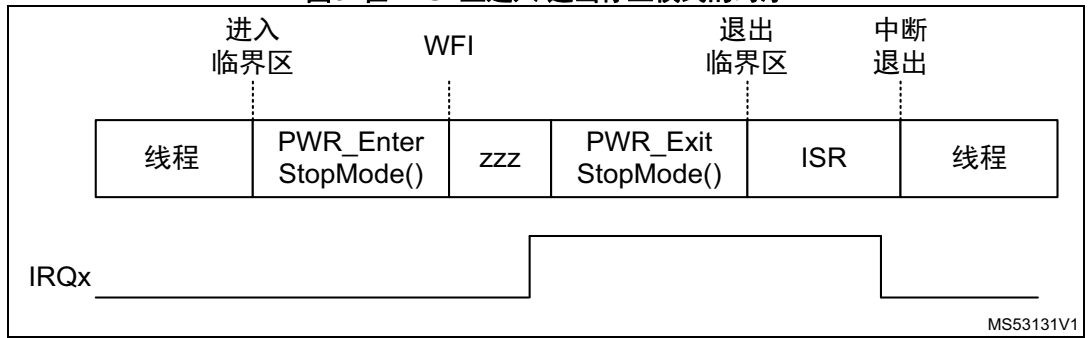 进入
临界区
WFI
退出
临界区
中断
退出
线程
PWR_Enter
StopMode()
zzz
PWR_Exit
StopMode()
ISR
线程
IRQx
MS53131V1